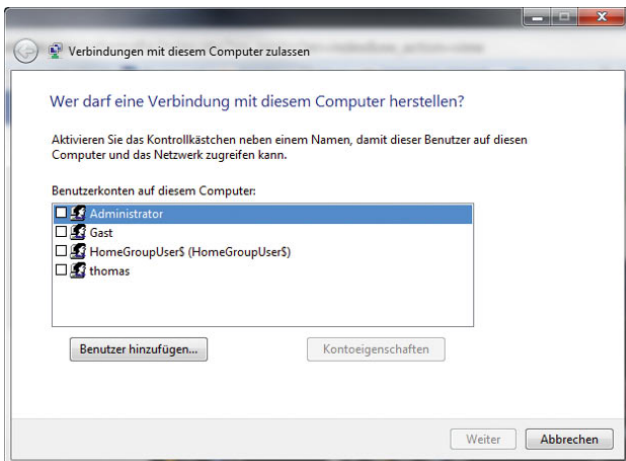 Verbindungen mit diesem Computer zulassen
Wer darf eine Verbindung mit diesem Computer herstellen?
Aktivieren Sie das Kontrollkästchen neben einem Namen, damit dieser Benutzer auf diesen
Computer und das Netzwerk zugreifen kann.
Benutzerkonten auf diesem Computer:
Administrator
Gast
HomeGroupUser$ (HomeGroupUser$)
thomas
Benutzer hinzufügen... Kontoeigenschaften
Weiter Abbrechen